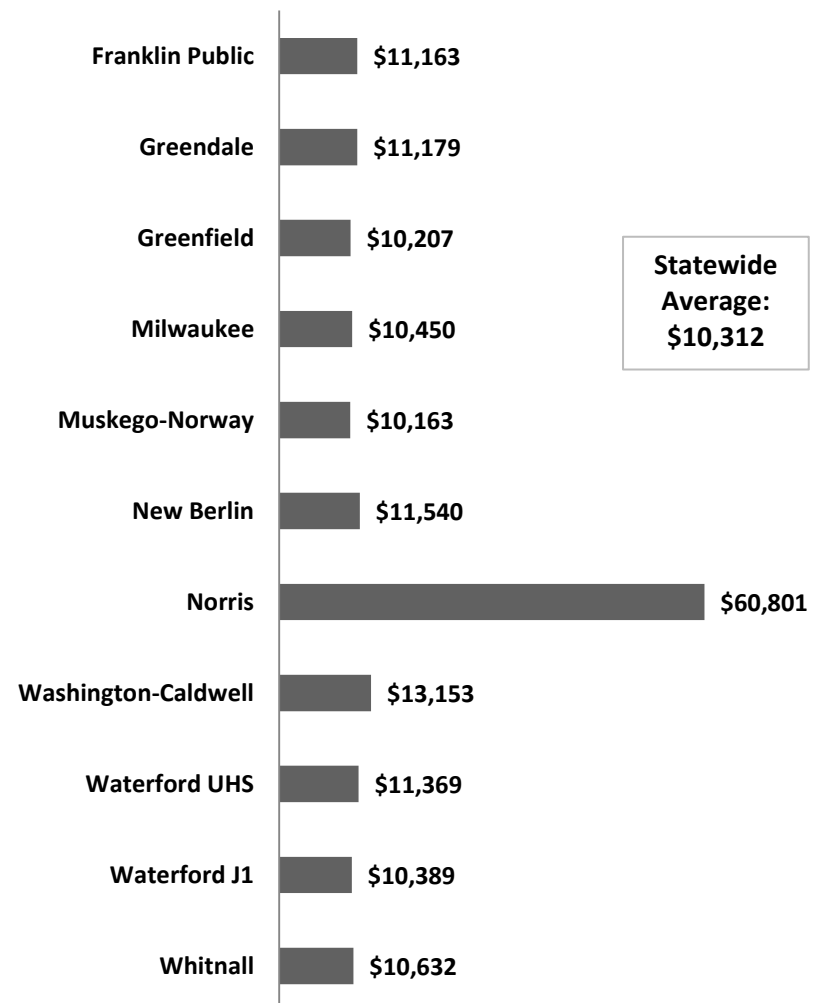 Franklin Public $11,163
Greendale $11,179
Greenfield $10,207
Statewide
Average:
$10,312
Milwaukee $10,450
Muskego-Norway $10,163
New Berlin $11,540
Norris $60,801
Washington-Caldwell $13,153
Waterford UHS $11,369
Waterford J1 $10,389
Whitnall $10,632